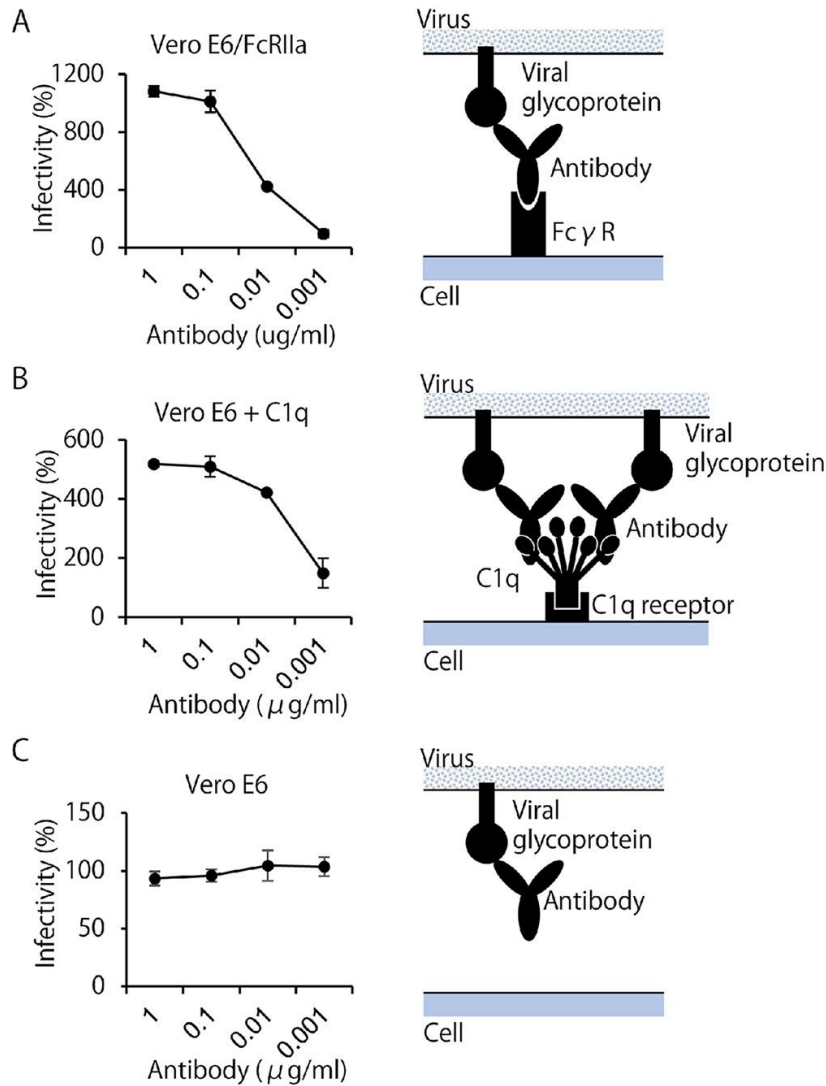 A
Vero E6/FcRIIa
Infectivity (%)
1200
800
400
0
1
0.1
0.01
0.001
Antibody (ug/ml)
Virus
Viral
glycoprotein
Antibody
Fc γ R
Cell
B
Vero E6 + C1q
Infectivity (%)
600
400
200
0
1
0.1
0.01
0.001
Antibody ( μ g/ml)
Virus
Viral
glycoprotein
Antibody
C1q
C1q receptor
Cell
C
Vero E6
Infectivity (%)
150
100
50
0
1
0.1
0.01
0.001
Antibody ( μ g/ml)
Virus
Viral
glycoprotein
Antibody
Cell